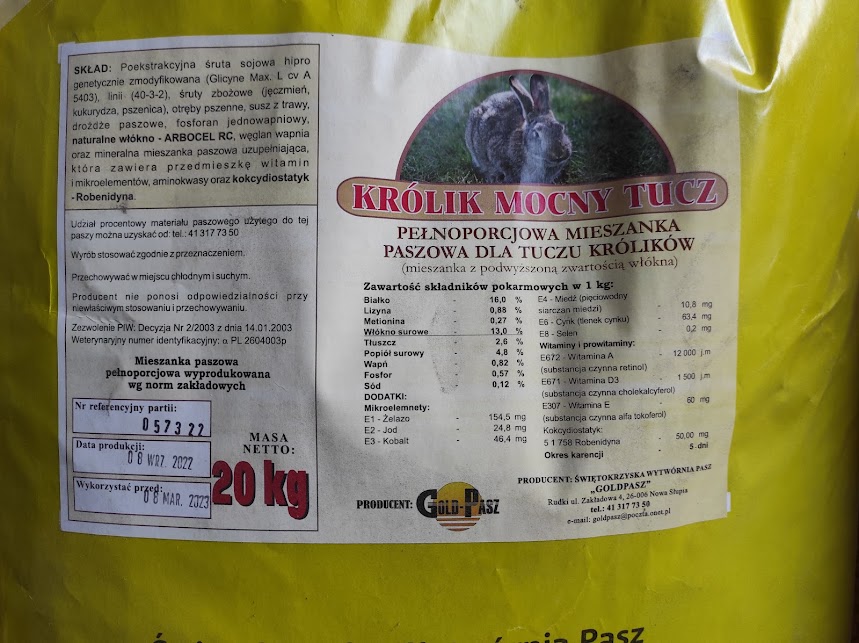 SKŁAD: Poekstrakcyjna śruta sojowa hipro
genetycznie zmodyfikowana (Glicyne Max. L cv A
5403), linii (40-3-2), śruty zbożowe (jęczmień,
kukurydza, pszenica), otręby pszenne, susz z trawy,
drożdże paszowe, fosforan jednowapniowy,
naturalne włókno - ARBOCEL RC, węglan wapnia
oraz mineralna mieszanka paszowa uzupełniająca,
która zawiera przedmieszkę witamin
i mikroelementów, aminokwasy oraz kokcydiostatyk
- Robenidyna.
Udział procentowy materiału paszowego użytego do tej
paszy można uzyskać od: tel.: 41 317 73 50
Wyrób stosować zgodnie z przeznaczeniem.
Przechowywać w miejscu chłodnym i suchym.
Producent nie ponosi odpowiedzialności przy
niewłaściwym stosowaniu i przechowywaniu.
Zezwolenie PIW: Decyzja Nr 2/2003 z dnia 14.01.2003
Weterynaryjny numer identyfikacyjny: α PL 2604003p
Mieszanka paszowa
pełnoporcjowa wyprodukowana
wg norm zakładowych
Nr referencyjny partii:
057322
Data produkcji:
08 WRZ. 2022
Wykorzystać przed:
08 MAR. 2023
MASA
NETTO:
20 kg
KRÓLIK MOCNY TUCZ
PEŁNOPORCJOWA MIESZANKA
PASZOWA DLA TUCZU KRÓLIKÓW
(mieszanka z podwyższoną zwartością włókna)
Zawartość składników pokarmowych w 1 kg:
Białko - 16,0 %
Lizyna - 0,88 %
Metionina - 0,27 %
Włókno surowe - 13,0 %
Tłuszcz - 2,6 %
Popiół surowy - 4,8 %
Wapń - 0,82 %
Fosfor - 0,57 %
Sód - 0,12 %
DODATKI:
Mikroelemnety:
E1 - Żelazo - 154,5 mg
E2 - Jod - 24,8 mg
E3 - Kobalt - 46,4 mg
E4 - Miedź (pięciowodny
siarczan miedzi) - 10,8 mg
E6 - Cynk (tlenek cynku) - 63,4 mg
E8 - Selen - 0,2 mg
Witaminy i prowitaminy:
E672 - Witamina A - 12 000 j.m
(substancja czynna retinol)
E671 - Witamina D3 - 1 500 j.m
(substancja czynna cholekalcyferol)
E307 - Witamina E - 60 mg
(substancja czynna alfa tokoferol)
Kokcydiostatyk:
5 1 758 Robenidyna - 50,00 mg
Okres karencji - 5 dni
PRODUCENT: GOLD-PASZ
PRODUCENT: ŚWIĘTOKRZYSKA WYTWÓRNIA PASZ
„GOLDPASZ"
Rudki ul. Zakładowa 4, 26-006 Nowa Słupia
tel.: 41 317 73 50
e-mail: goldpasz@poczta.onet.pl
Pasz